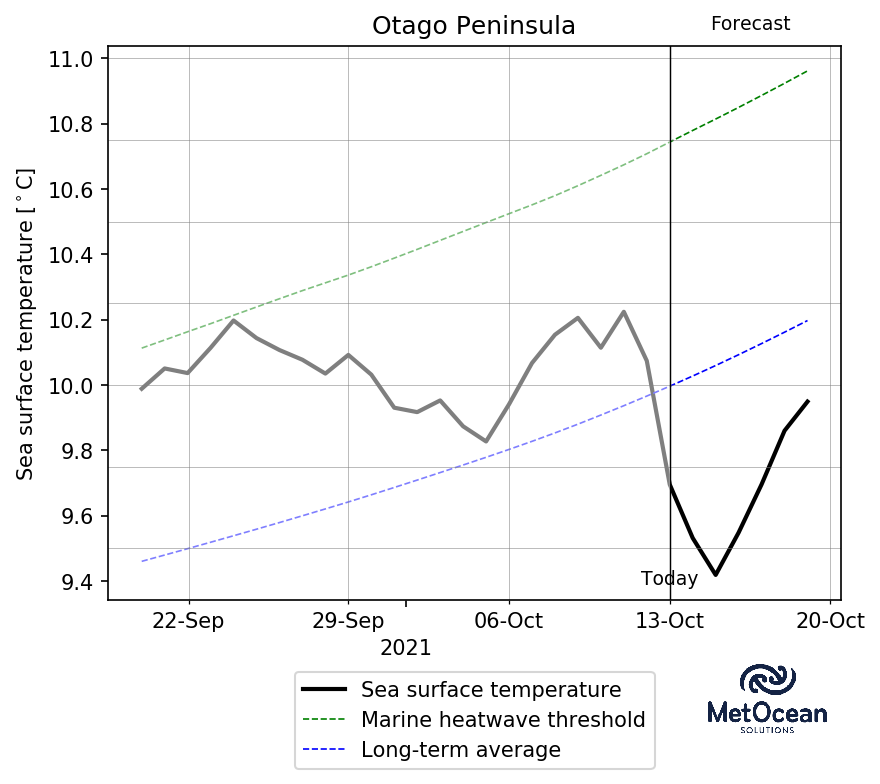 Otago Peninsula
Forecast
Sea surface temperature [°C]
11.0
10.8
10.6
10.4
10.2
10.0
9.8
9.6
9.4
Today
22-Sep
29-Sep
06-Oct
13-Oct
20-Oct
2021
Sea surface temperature
Marine heatwave threshold
Long-term average
MetOcean
SOLUTIONS